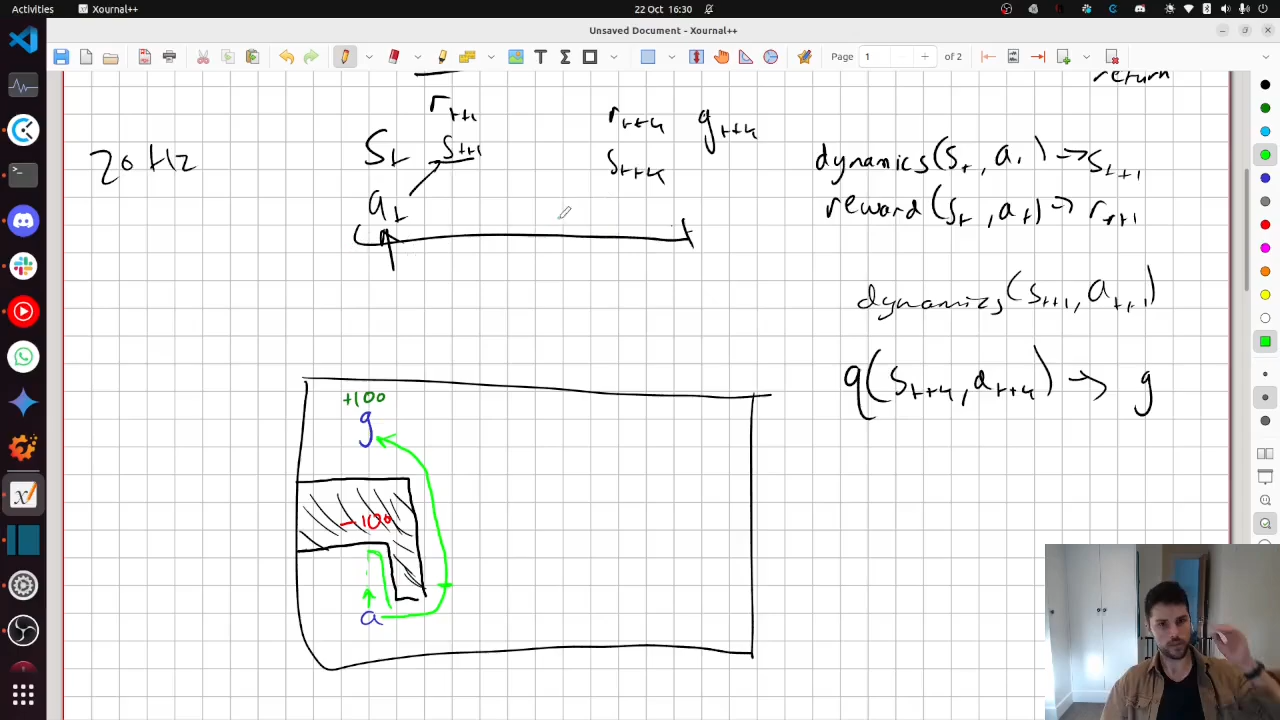 Activities
Xournal++
22 Oct 16:30
Unsaved Document - Xournal++
Page 1 of 2
return
r t+1
r t+4 g t+4
20 Hz
S t S t+1
S t+4
dynamics(S t, a t) → S t+1
a t
reward(S t, a t) → r t+1
dynamics(S t+1, a t+1)
q(S t+4, a t+4) → g
+100
g
-100
a